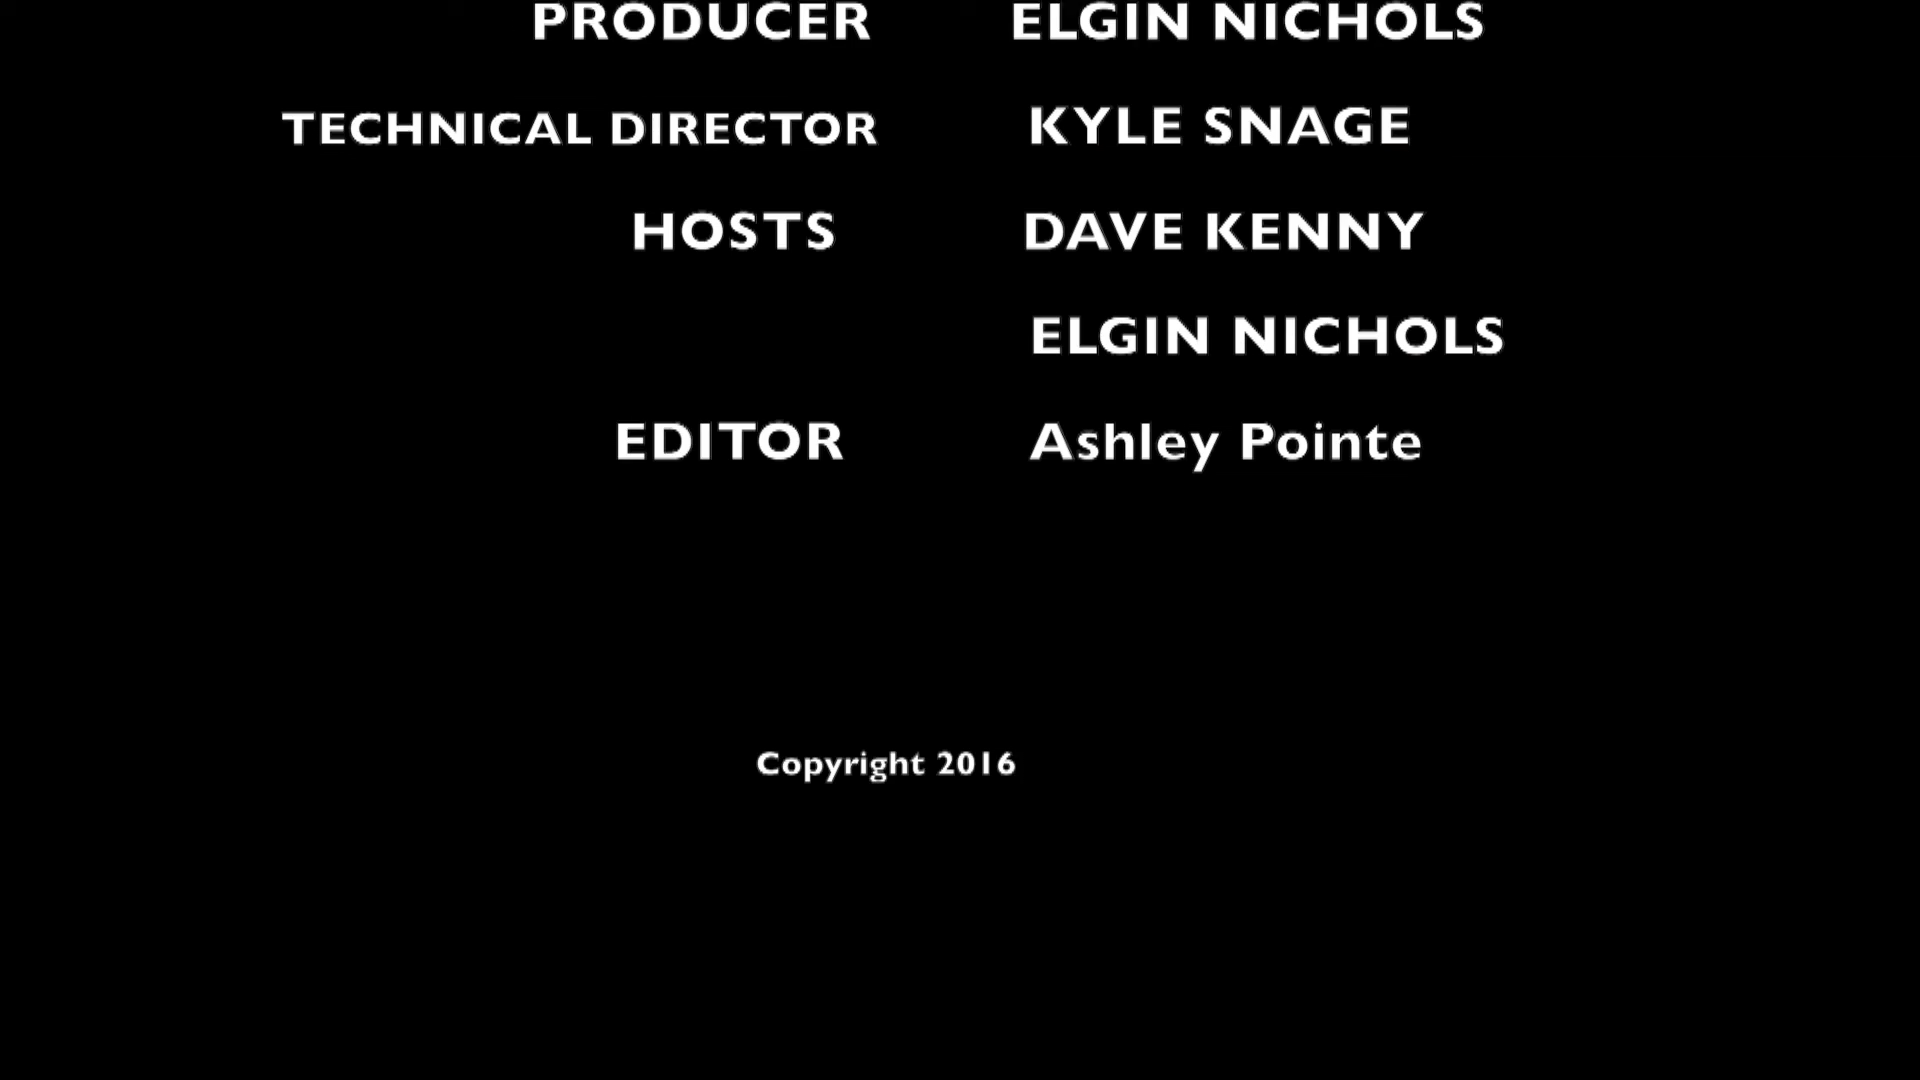 PRODUCER ELGIN NICHOLS
TECHNICAL DIRECTOR KYLE SNAGE
HOSTS DAVE KENNY
ELGIN NICHOLS
EDITOR Ashley Pointe
Copyright 2016